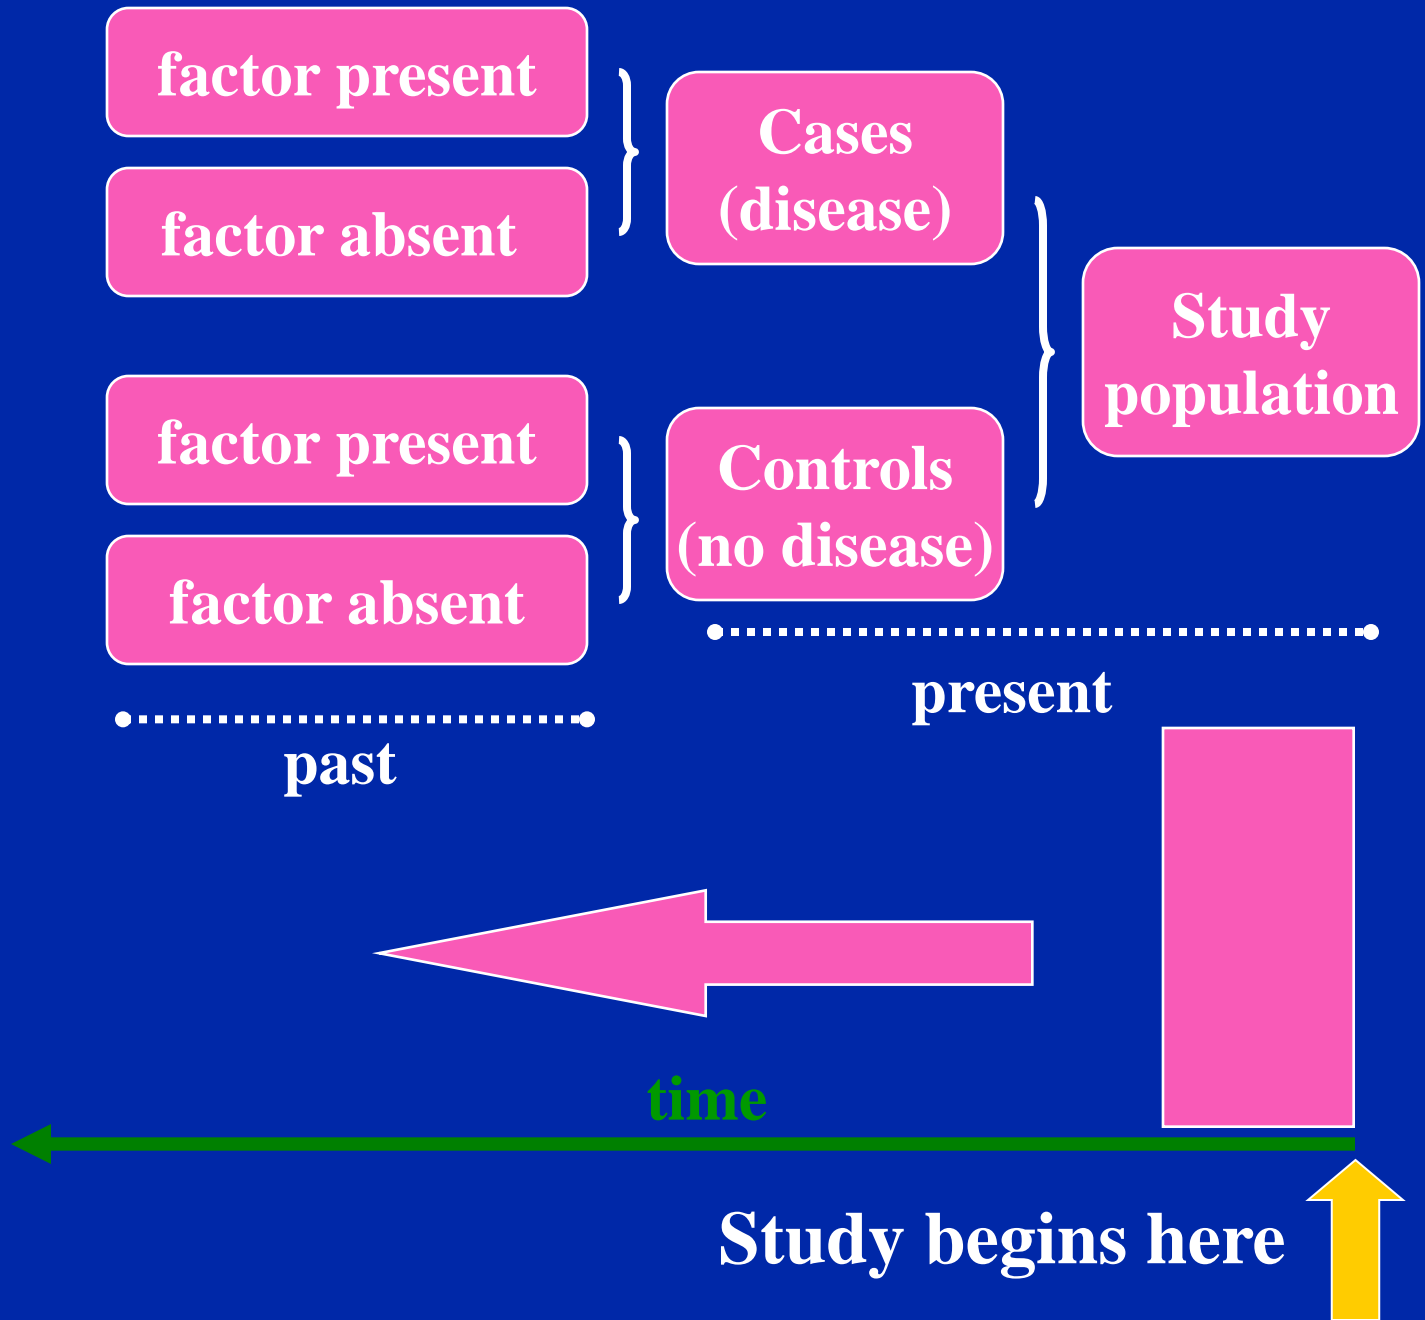 factor present
factor absent
Cases
(disease)
Study
population
factor present
factor absent
Controls
(no disease)
present
past
time
Study begins here